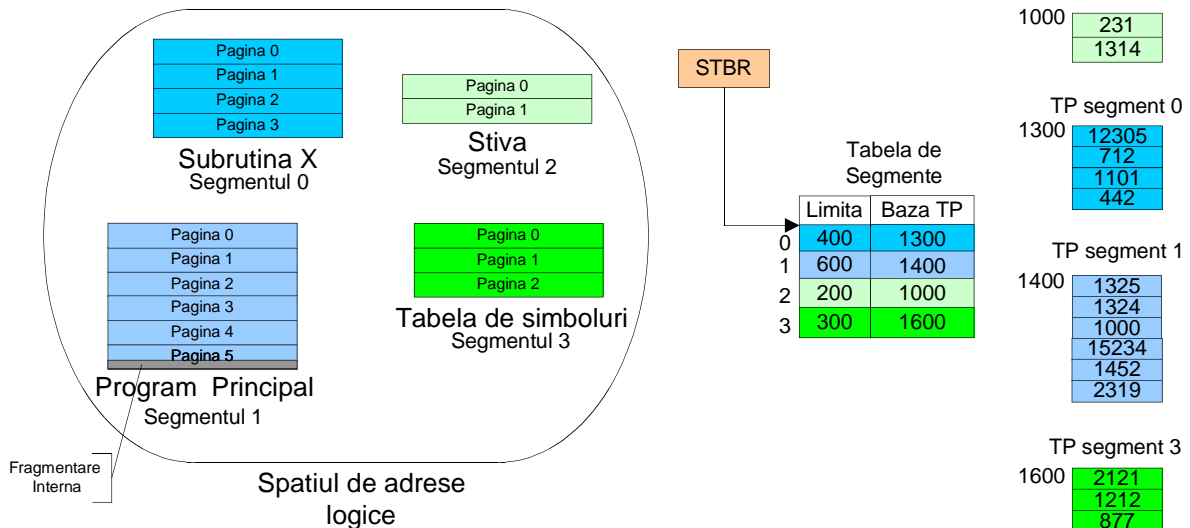 Pagina 0
Pagina 1
Pagina 2
Pagina 3
Subrutina X
Segmentul 0
Pagina 0
Pagina 1
Stiva
Segmentul 2
Pagina 0
Pagina 1
Pagina 2
Pagina 3
Pagina 4
Pagina 5
Program Principal
Segmentul 1
Pagina 0
Pagina 1
Pagina 2
Tabela de simboluri
Segmentul 3
Fragmentare
Interna
Spatiul de adrese
logice
STBR
Tabela de
Segmente
Limita Baza TP
0 400 1300
1 600 1400
2 200 1000
3 300 1600
1000
231
1314
TP segment 0
1300
12305
712
1101
442
TP segment 1
1400
1325
1324
1000
15234
1452
2319
TP segment 3
1600
2121
1212
877